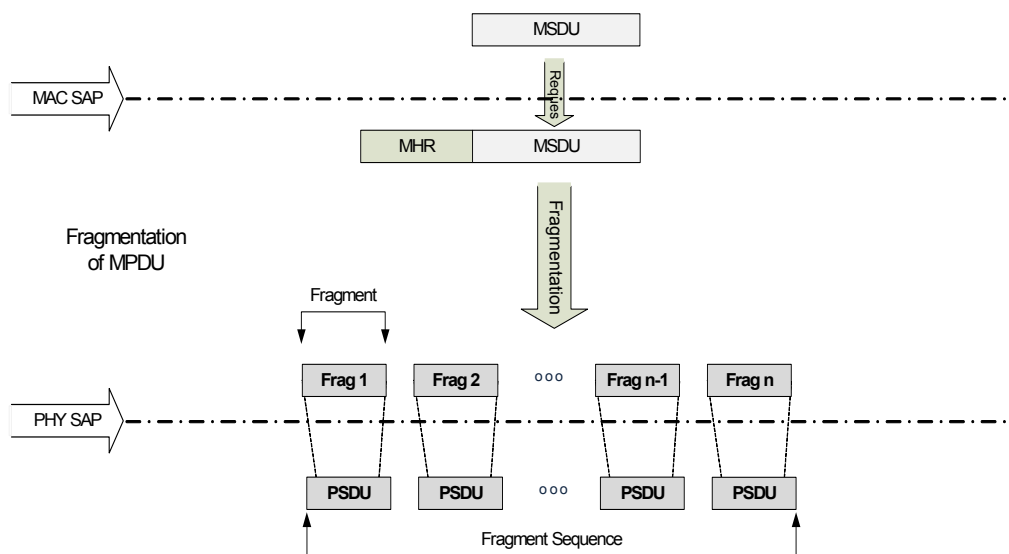 MSDU
Reques
MAC SAP
MHR
MSDU
Fragmentation
Fragmentation
of MPDU
Fragment
Frag 1
Frag 2
ooo
Frag n-1
Frag n
PHY SAP
PSDU
PSDU
ooo
PSDU
PSDU
Fragment Sequence